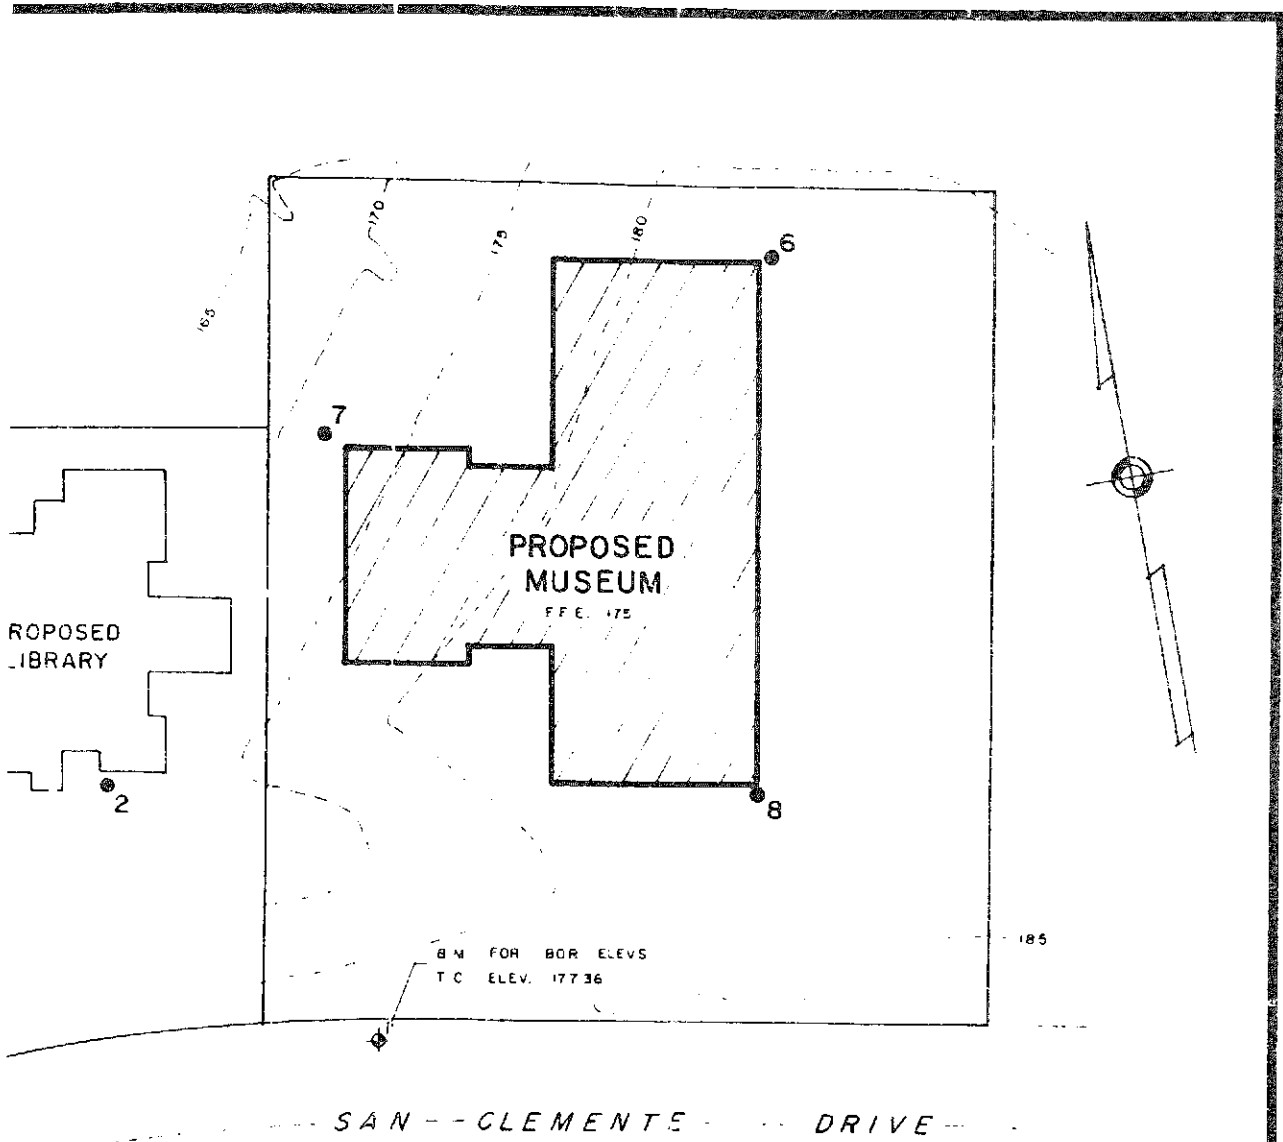 6
180
170
175
165
7
PROPOSED
MUSEUM
F.F.E. 175
ROPOSED
LIBRARY
2
8
185
B M FOR BOR ELEVS
T C ELEV. 177.36
SAN--CLEMENTE DRIVE